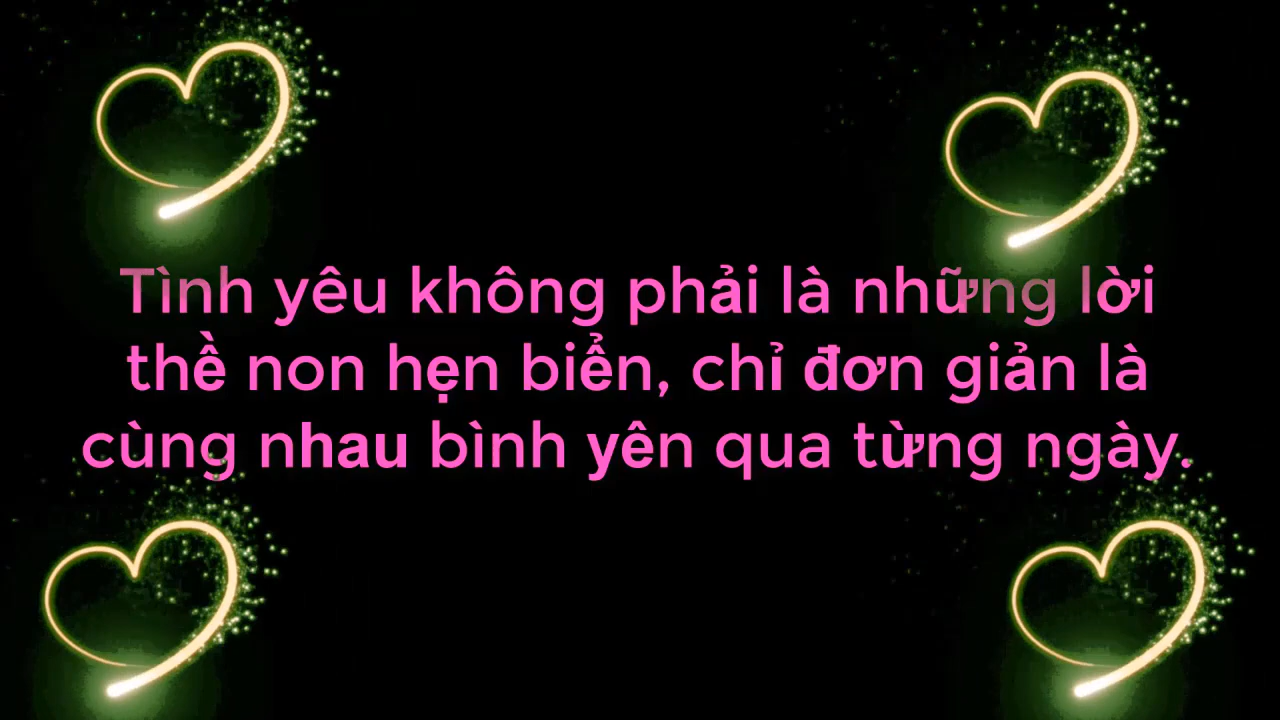 Tình yêu không phải là những lời
thề non hẹn biển, chỉ đơn giản là
cùng nhau bình yên qua từng ngày.